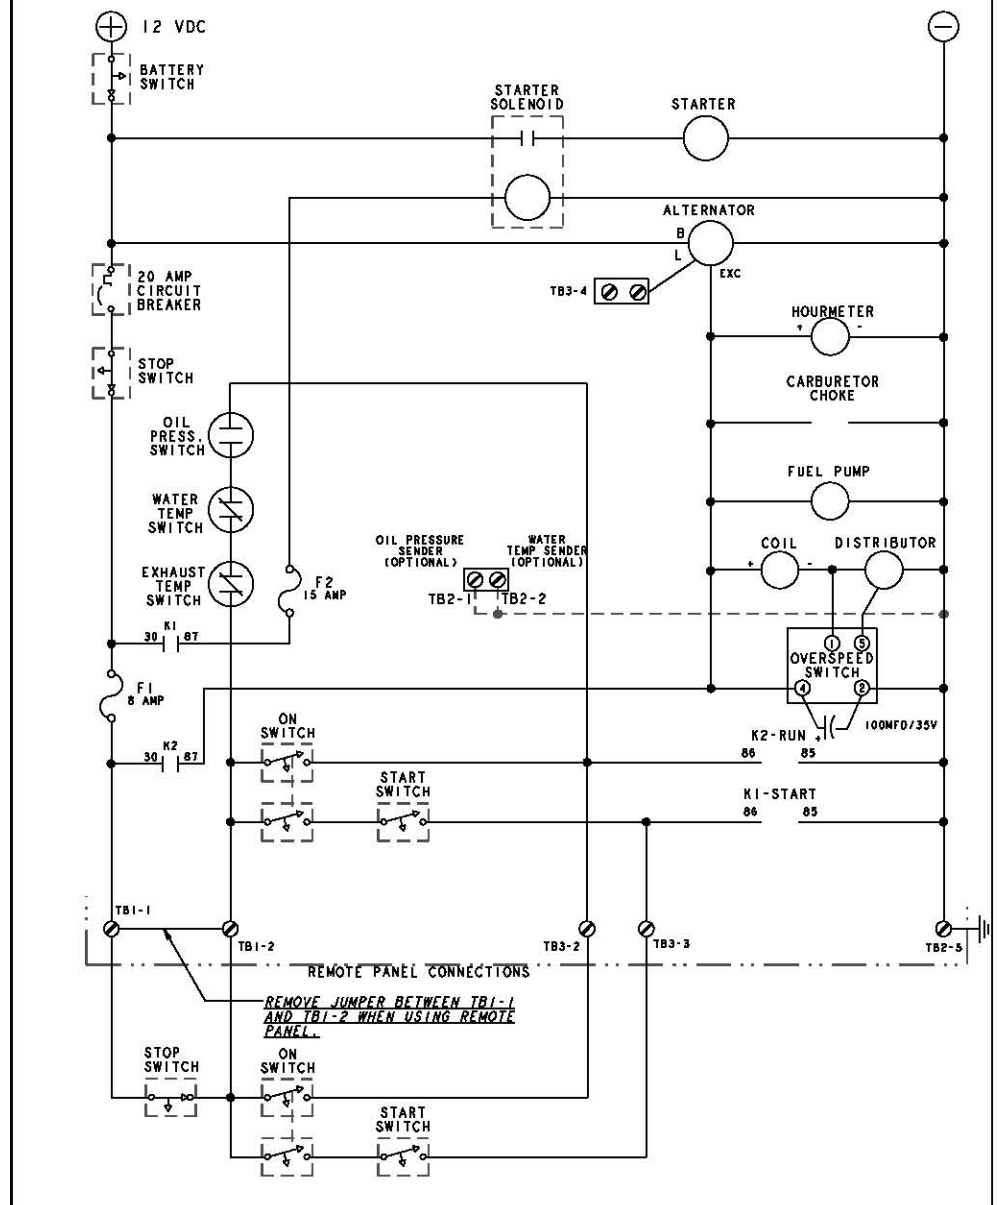 12 VDC
BATTERY
SWITCH
STARTER
SOLENOID
STARTER
ALTERNATOR
B
L
EXC
20 AMP
CIRCUIT
BREAKER
TB3-4
HOURMETER
+ -
STOP
SWITCH
CARBURETOR
CHOKE
OIL
PRESS.
SWITCH
FUEL PUMP
WATER
TEMP
SWITCH
OIL PRESSURE
SENDER
(OPTIONAL)
WATER
TEMP SENDER
(OPTIONAL)
COIL
+ -
DISTRIBUTOR
EXHAUST
TEMP
SWITCH
F2
15 AMP
TB2-1
TB2-2
K1
30 87
1 5
OVERSPEED
SWITCH
4 2
F1
8 AMP
100MFD/35V
+
K2
30 87
ON
SWITCH
K2-RUN
86 85
START
SWITCH
K1-START
86 85
TB1-1
TB1-2
TB3-2
TB3-3
TB2-5
REMOTE PANEL CONNECTIONS
REMOVE JUMPER BETWEEN TB1-1
AND TB1-2 WHEN USING REMOTE
PANEL.
STOP
SWITCH
ON
SWITCH
START
SWITCH